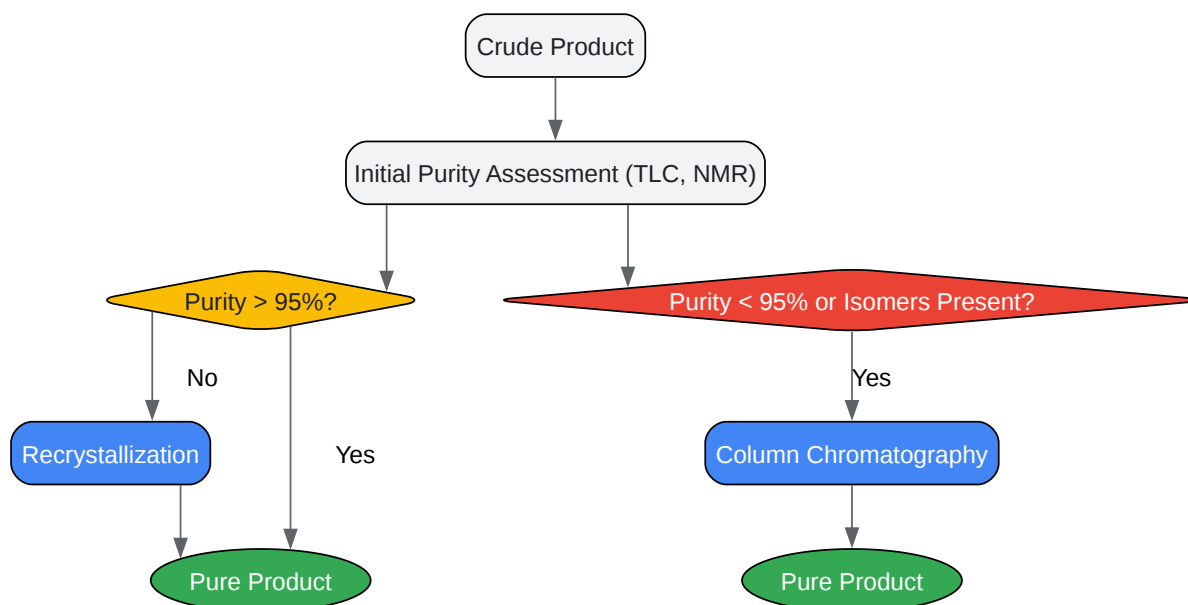 Crude Product
Initial Purity Assessment (TLC, NMR)
Purity > 95%?
Purity < 95% or Isomers Present?
No
Yes
Recrystallization
Yes
Column Chromatography
Pure Product
Pure Product